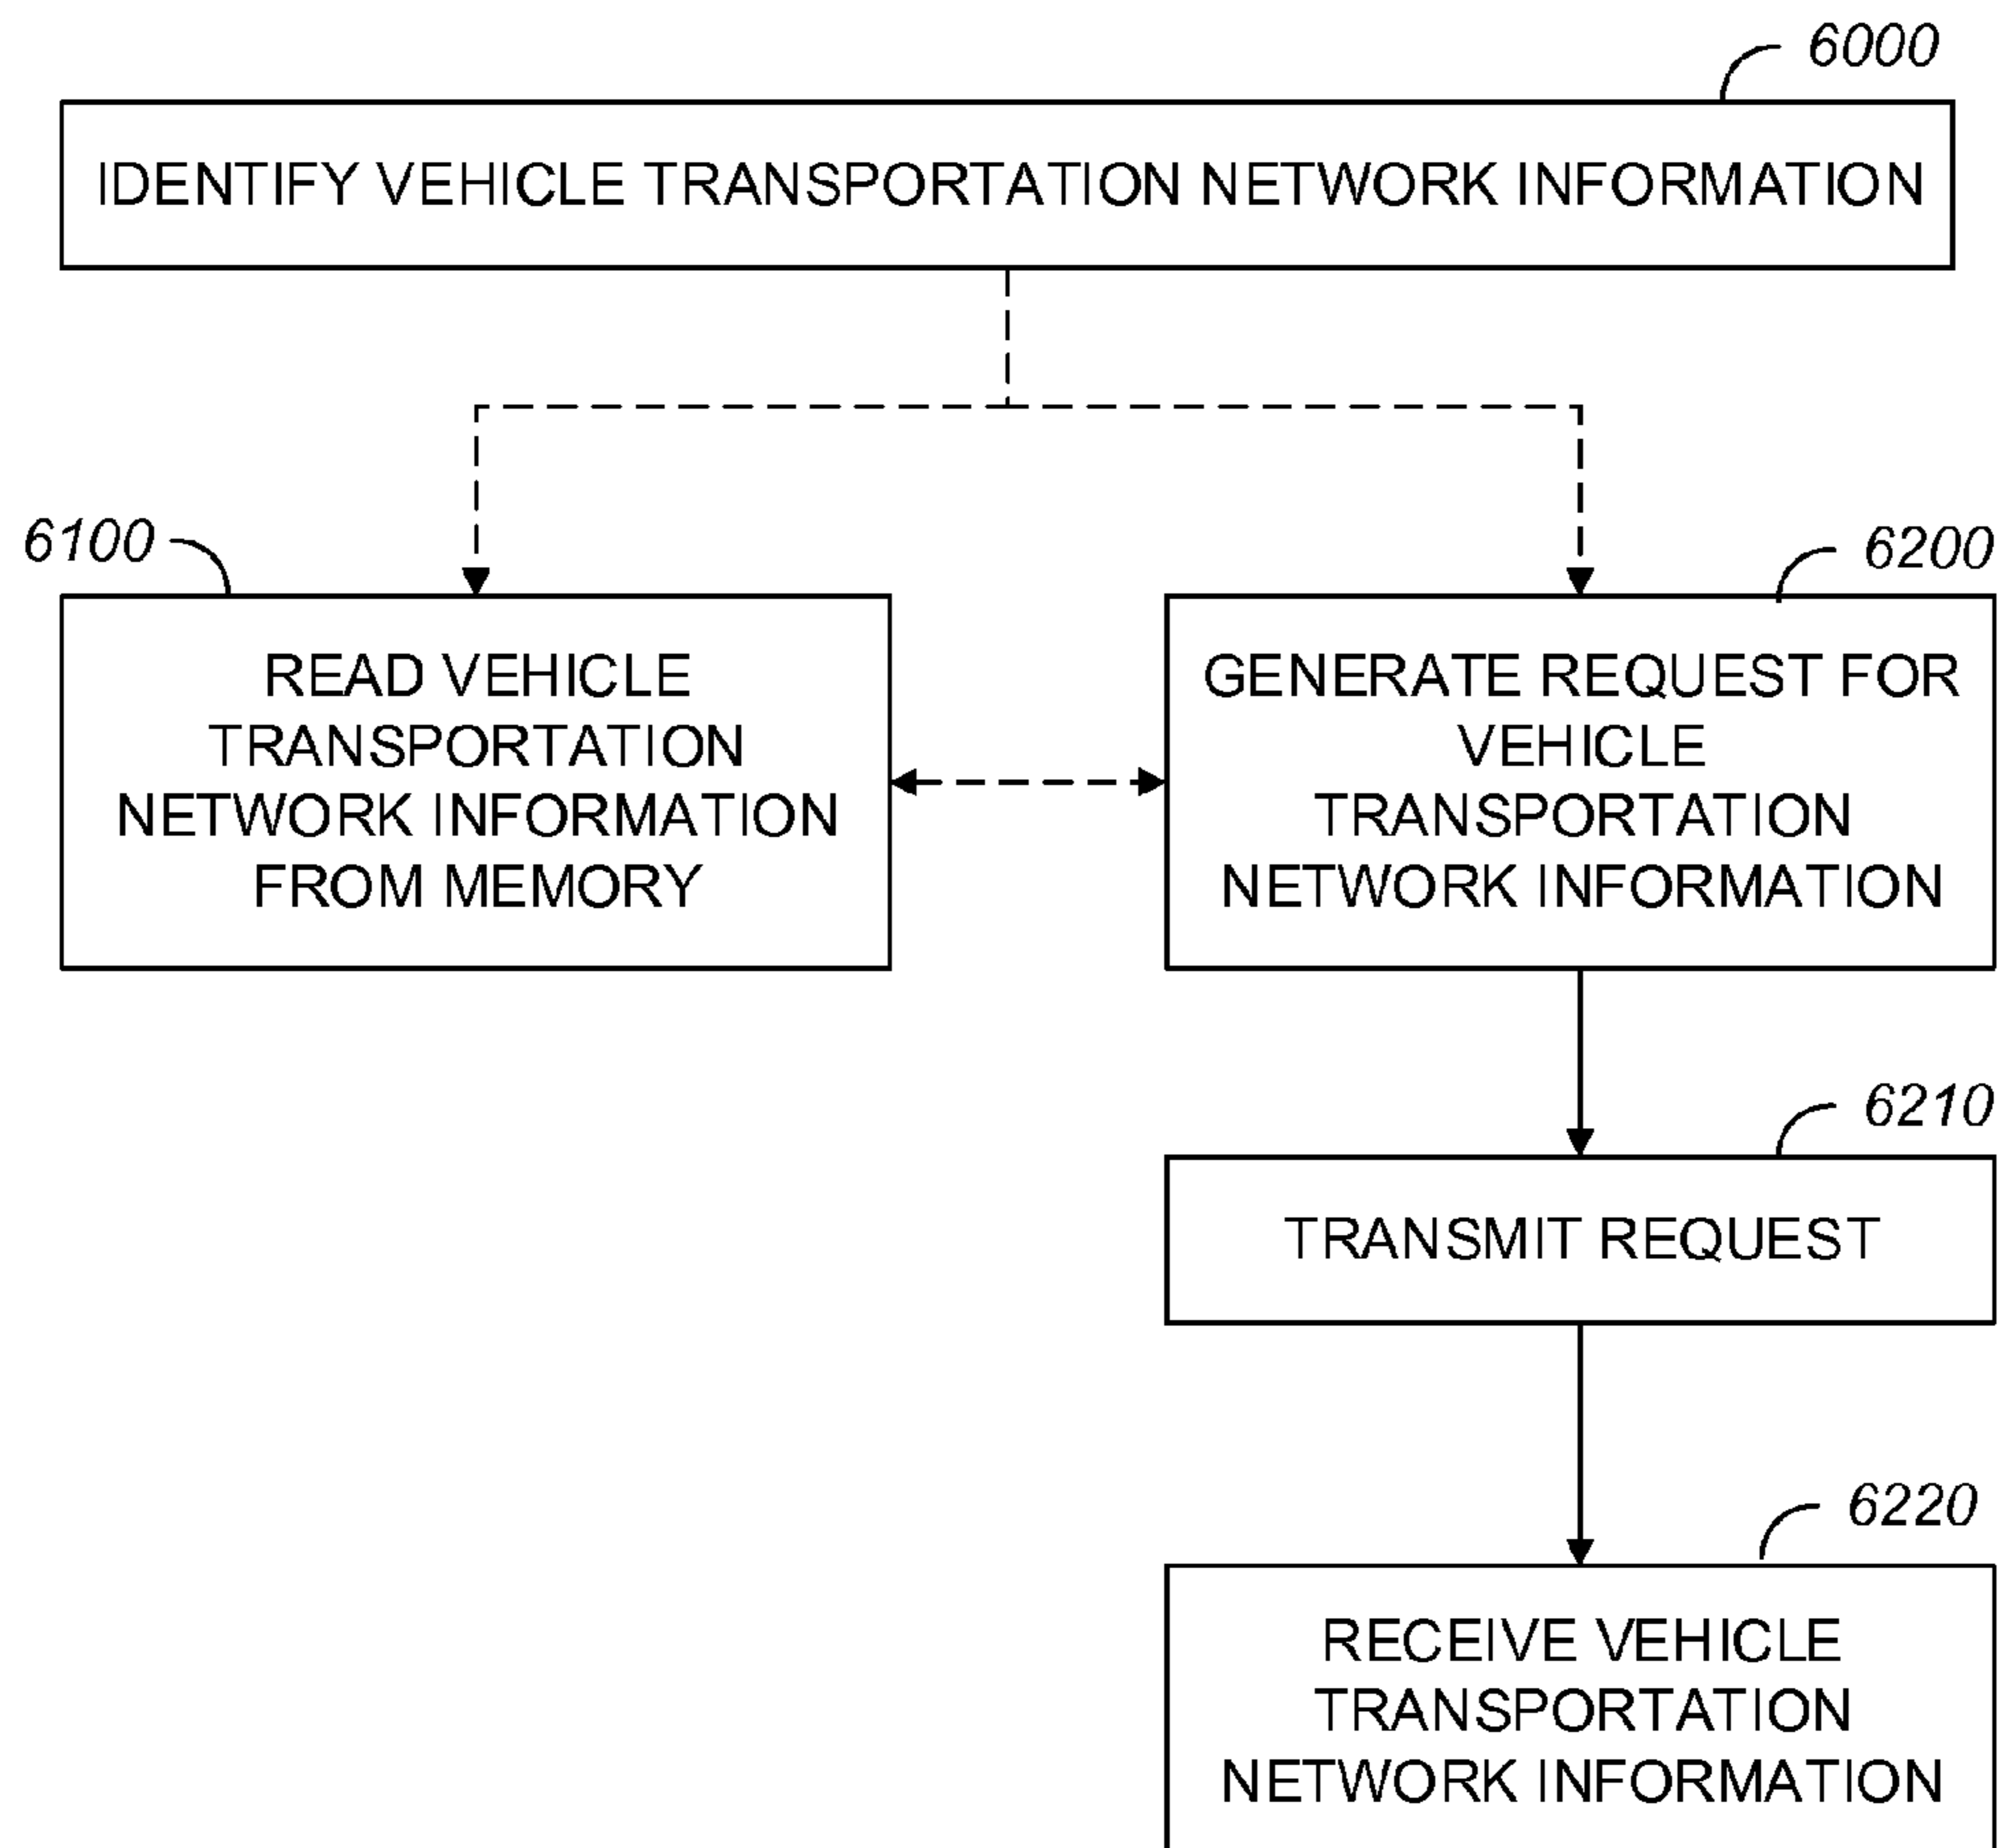 6000
IDENTIFY VEHICLE TRANSPORTATION NETWORK INFORMATION
6100
READ VEHICLE
TRANSPORTATION
NETWORK INFORMATION
FROM MEMORY
6200
GENERATE REQUEST FOR
VEHICLE
TRANSPORTATION
NETWORK INFORMATION
6210
TRANSMIT REQUEST
6220
RECEIVE VEHICLE
TRANSPORTATION
NETWORK INFORMATION